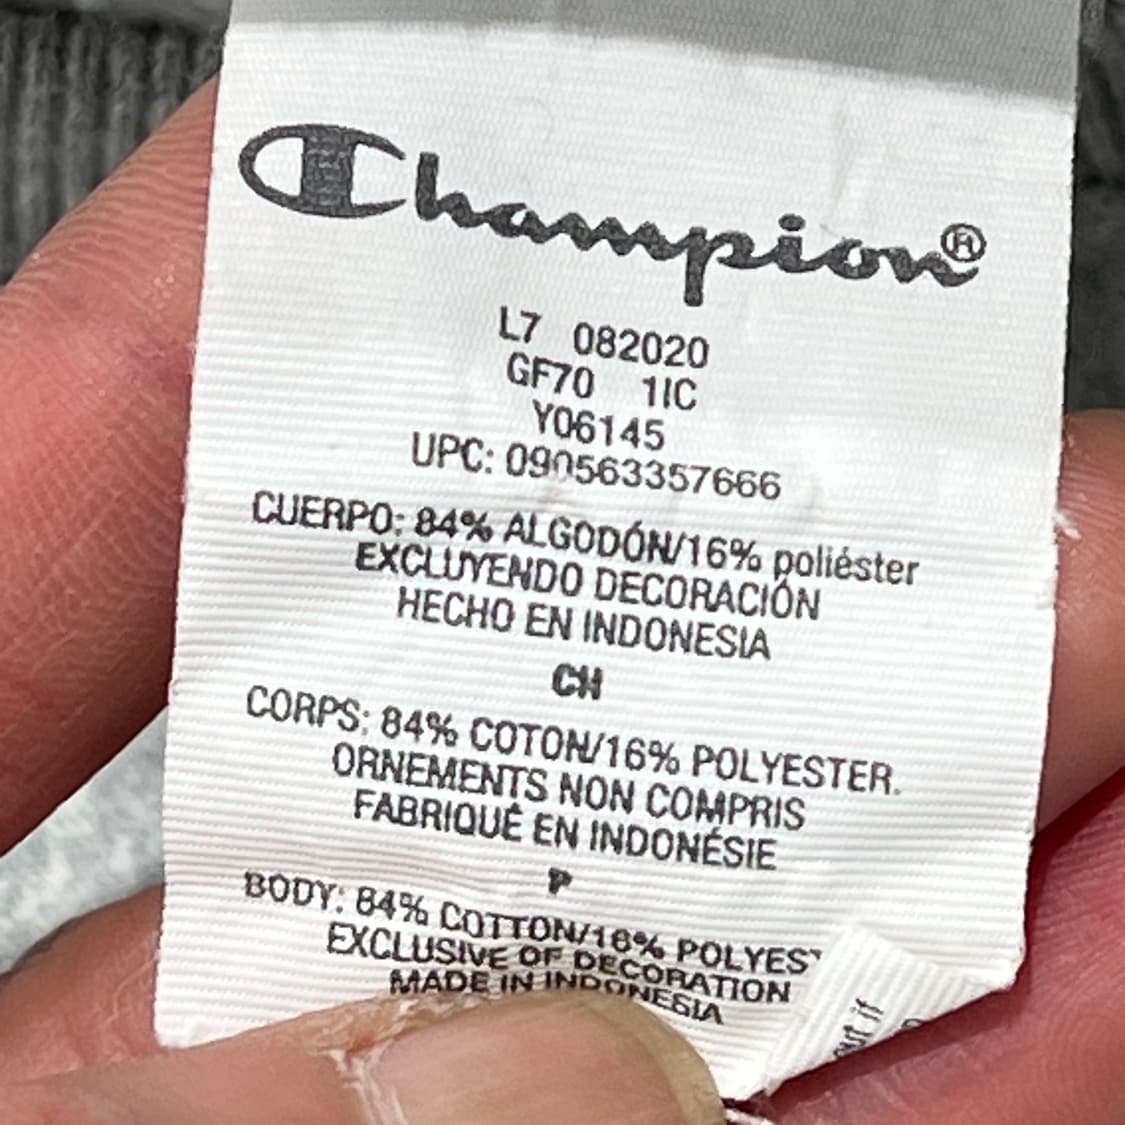 Champion®
L7 082020
GF70 1IC
Y06145
UPC: 090563357666
CUERPO: 84% ALGODÓN/16% poliéster
EXCLUYENDO DECORACIÓN
HECHO EN INDONESIA
CH
CORPS: 84% COTON/16% POLYESTER.
ORNEMENTS NON COMPRIS
FABRIQUÉ EN INDONÉSIE
P
BODY: 84% COTTON/16% POLYES
EXCLUSIVE OF DECORATION
MADE IN INDONESIA
if